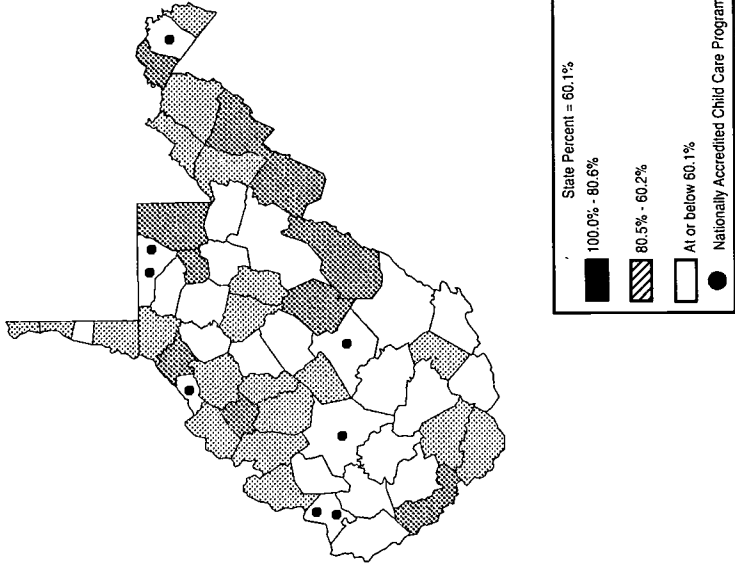 State Percent = 60.1%
100.0% - 80.6%
80.5% - 60.2%
At or below 60.1%
Nationally Accredited Child Care Program